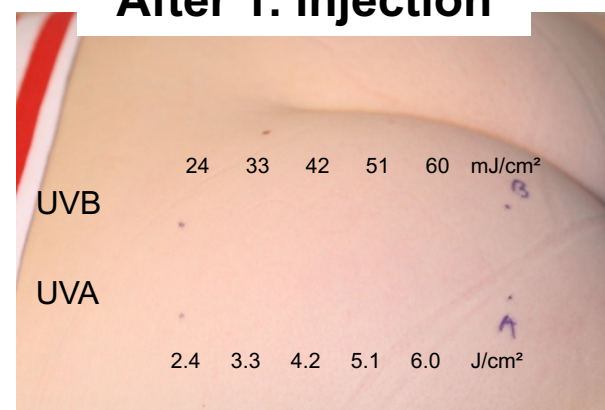 After 1. Injection
24 33 42 51 60 mJ/cm²
B
UVB
UVA
A
2.4 3.3 4.2 5.1 6.0 J/cm²